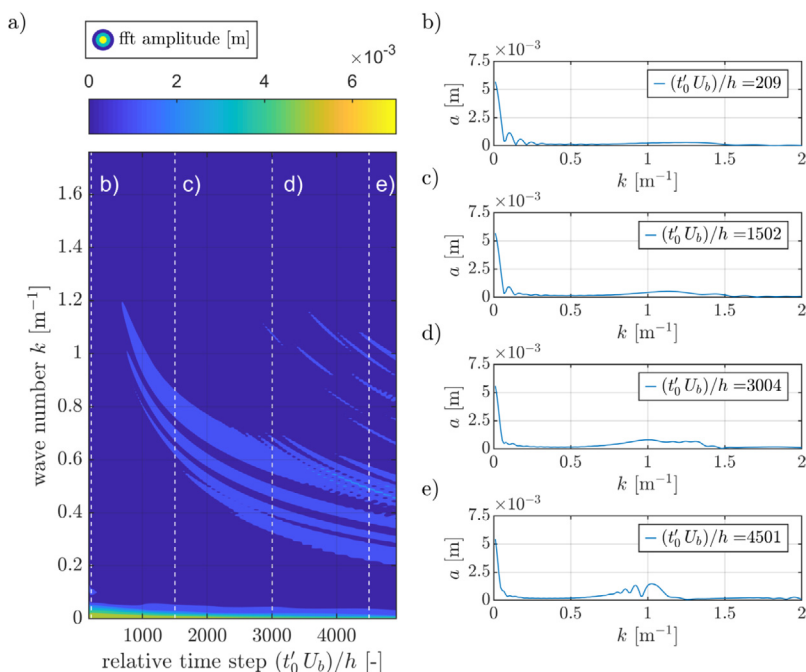 a)
fft amplitude [m]
×10⁻³
0 2 4 6
b) c) d) e)
1.6
1.4
1.2
1
0.8
0.6
0.4
0.2
0
wave number k [m⁻¹]
1000 2000 3000 4000
relative time step (t′₀ U_b)/h [-]
b)
×10⁻³
7.5
5
2.5
0
a [m]
(t′₀ U_b)/h =209
0 0.5 1 1.5 2
k [m⁻¹]
c)
×10⁻³
7.5
5
2.5
0
a [m]
(t′₀ U_b)/h =1502
0 0.5 1 1.5 2
k [m⁻¹]
d)
×10⁻³
7.5
5
2.5
0
a [m]
(t′₀ U_b)/h =3004
0 0.5 1 1.5 2
k [m⁻¹]
e)
×10⁻³
7.5
5
2.5
0
a [m]
(t′₀ U_b)/h =4501
0 0.5 1 1.5 2
k [m⁻¹]